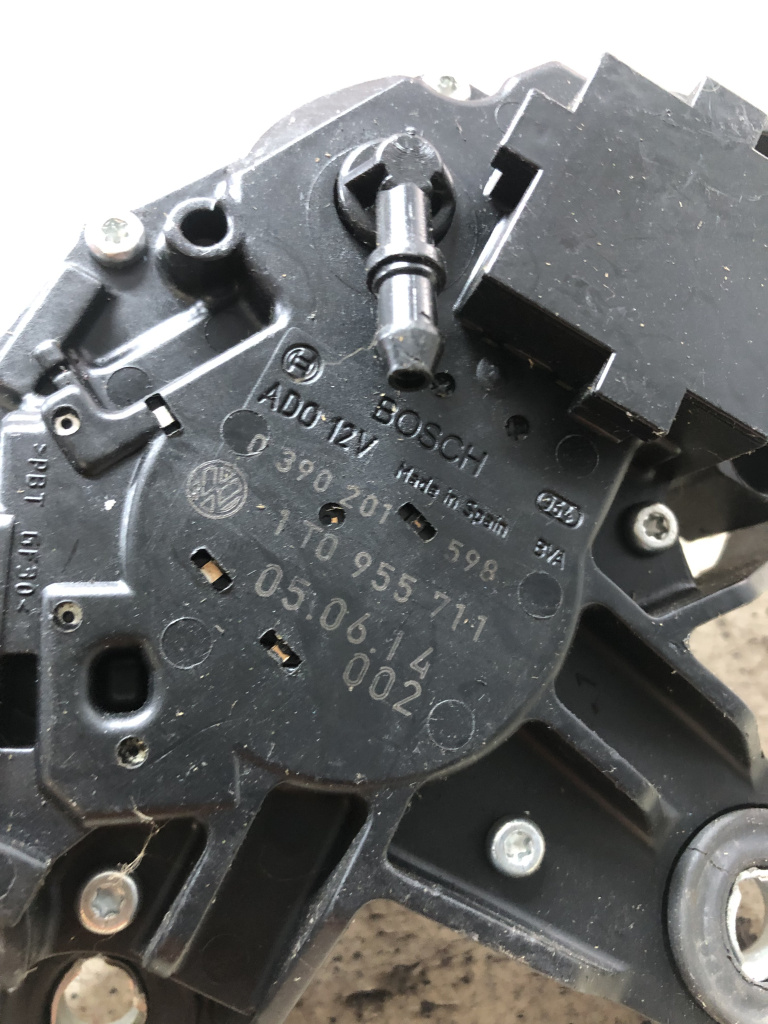 BOSCH
AD0 12V
Made in Spain
0 390 201 598
BVA
1T0 955 711
05.06.14
002
>PBT GF30<